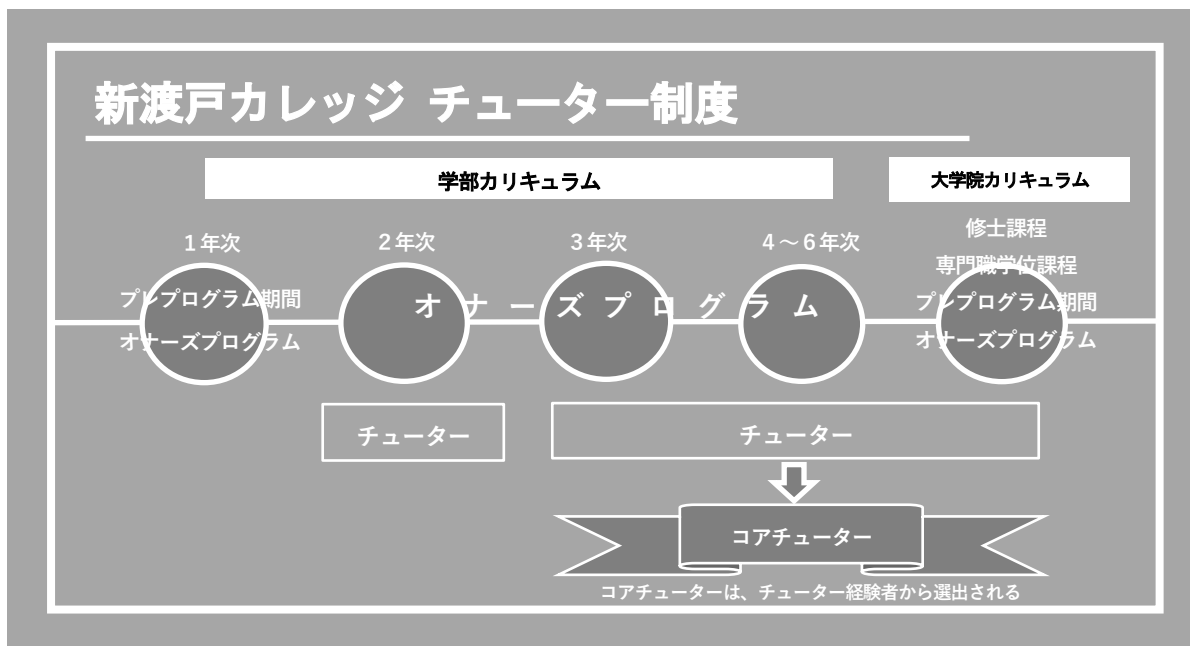 新渡戸カレッジ チューター制度
学部カリキュラム
大学院カリキュラム
1年次
2年次
3年次
4～6年次
修士課程
専門職学位課程
プレプログラム期間
オナーズプログラム
オナーズプログラム
プレプログラム期間
オナーズプログラム
チューター
チューター
コアチューター
コアチューターは、チューター経験者から選出される